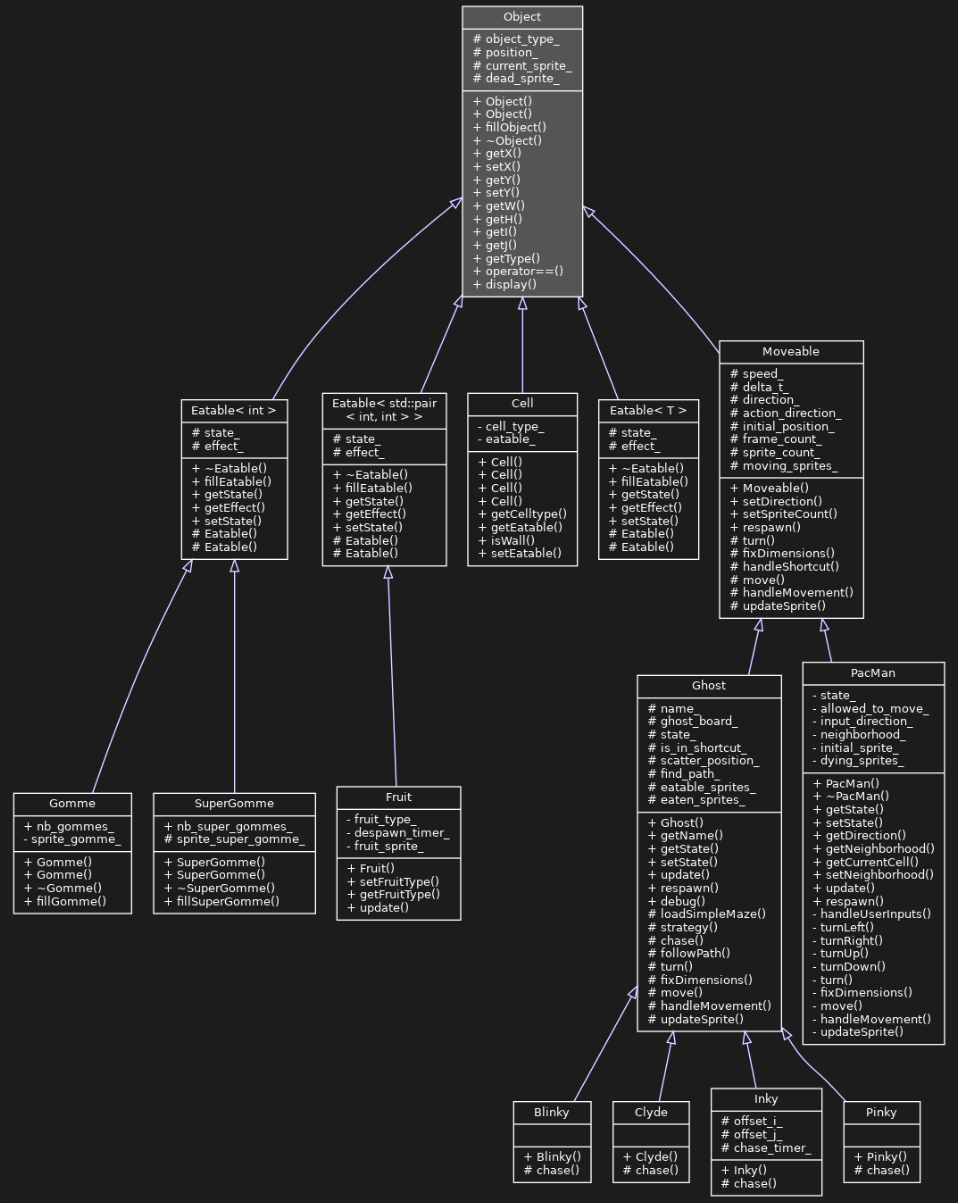 Object
# object_type_
# position_
# current_sprite_
# dead_sprite_
+ Object()
+ Object()
+ fillObject()
+ ~Object()
+ getX()
+ setX()
+ getY()
+ setY()
+ getW()
+ getH()
+ getI()
+ getJ()
+ getType()
+ operator==()
+ display()
Eatable< int >
# state_
# effect_
+ ~Eatable()
+ fillEatable()
+ getState()
+ getEffect()
+ setState()
# Eatable()
# Eatable()
Eatable< std::pair
< int, int > >
# state_
# effect_
+ ~Eatable()
+ fillEatable()
+ getState()
+ getEffect()
+ setState()
# Eatable()
# Eatable()
Cell
- cell_type_
- eatable_
+ Cell()
+ Cell()
+ Cell()
+ Cell()
+ getCelltype()
+ getEatable()
+ isWall()
+ setEatable()
Eatable< T >
# state_
# effect_
+ ~Eatable()
+ fillEatable()
+ getState()
+ getEffect()
+ setState()
# Eatable()
# Eatable()
Moveable
# speed_
# delta_t_
# direction_
# action_direction_
# initial_position_
# frame_count_
# sprite_count_
# moving_sprites_
+ Moveable()
+ setDirection()
+ setSpriteCount()
+ respawn()
# turn()
# fixDimensions()
# handleShortcut()
# move()
# handleMovement()
# updateSprite()
Gomme
+ nb_gommes_
- sprite_gomme_
+ Gomme()
+ Gomme()
+ ~Gomme()
+ fillGomme()
SuperGomme
+ nb_super_gommes_
# sprite_super_gomme_
+ SuperGomme()
+ SuperGomme()
+ ~SuperGomme()
+ fillSuperGomme()
Fruit
- fruit_type_
- despawn_timer_
- fruit_sprite_
+ Fruit()
+ setFruitType()
+ getFruitType()
+ update()
Ghost
# name_
# ghost_board_
# state_
# is_in_shortcut_
# scatter_position_
# find_path_
# eatable_sprites_
# eaten_sprites_
+ Ghost()
+ getName()
+ getState()
+ setState()
+ update()
+ respawn()
+ debug()
# loadSimpleMaze()
# strategy()
# chase()
# followPath()
# turn()
# fixDimensions()
# move()
# handleMovement()
# updateSprite()
PacMan
- state_
- allowed_to_move_
- input_direction_
- neighborhood_
- initial_sprite_
- dying_sprites_
+ PacMan()
+ ~PacMan()
+ getState()
+ setState()
+ getDirection()
+ getNeighborhood()
+ getCurrentCell()
+ setNeighborhood()
+ update()
+ respawn()
- handleUserInputs()
- turnLeft()
- turnRight()
- turnUp()
- turnDown()
- turn()
- fixDimensions()
- move()
- handleMovement()
- updateSprite()
Blinky
+ Blinky()
# chase()
Clyde
+ Clyde()
# chase()
Inky
# offset_i_
# offset_j_
# chase_timer_
+ Inky()
# chase()
Pinky
+ Pinky()
# chase()